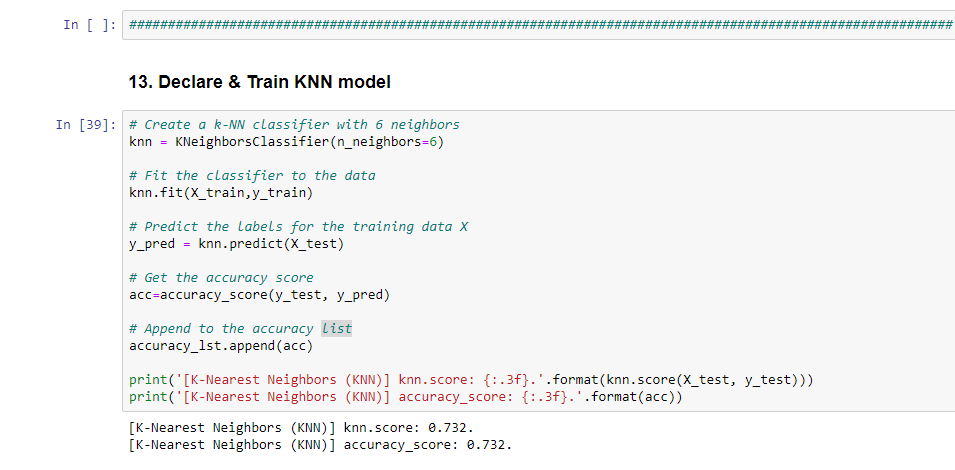 In [ ]: ##########################################################################################################
13. Declare & Train KNN model
In [39]: # Create a k-NN classifier with 6 neighbors
knn = KNeighborsClassifier(n_neighbors=6)
# Fit the classifier to the data
knn.fit(X_train,y_train)
# Predict the labels for the training data X
y_pred = knn.predict(X_test)
# Get the accuracy score
acc=accuracy_score(y_test, y_pred)
# Append to the accuracy list
accuracy_lst.append(acc)
print('[K-Nearest Neighbors (KNN)] knn.score: {:.3f}.'.format(knn.score(X_test, y_test)))
print('[K-Nearest Neighbors (KNN)] accuracy_score: {:.3f}.'.format(acc))
[K-Nearest Neighbors (KNN)] knn.score: 0.732.
[K-Nearest Neighbors (KNN)] accuracy_score: 0.732.